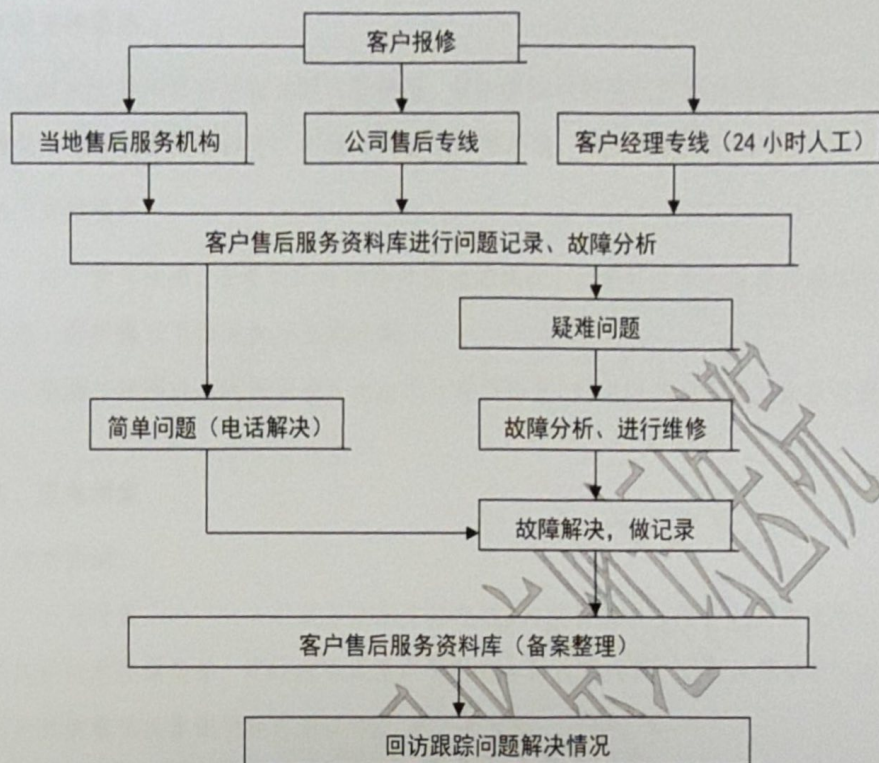 客户报修
当地售后服务机构
公司售后专线
客户经理专线（24 小时人工）
客户售后服务资料库进行问题记录、故障分析
疑难问题
简单问题（电话解决）
故障分析、进行维修
故障解决，做记录
客户售后服务资料库（备案整理）
回访跟踪问题解决情况